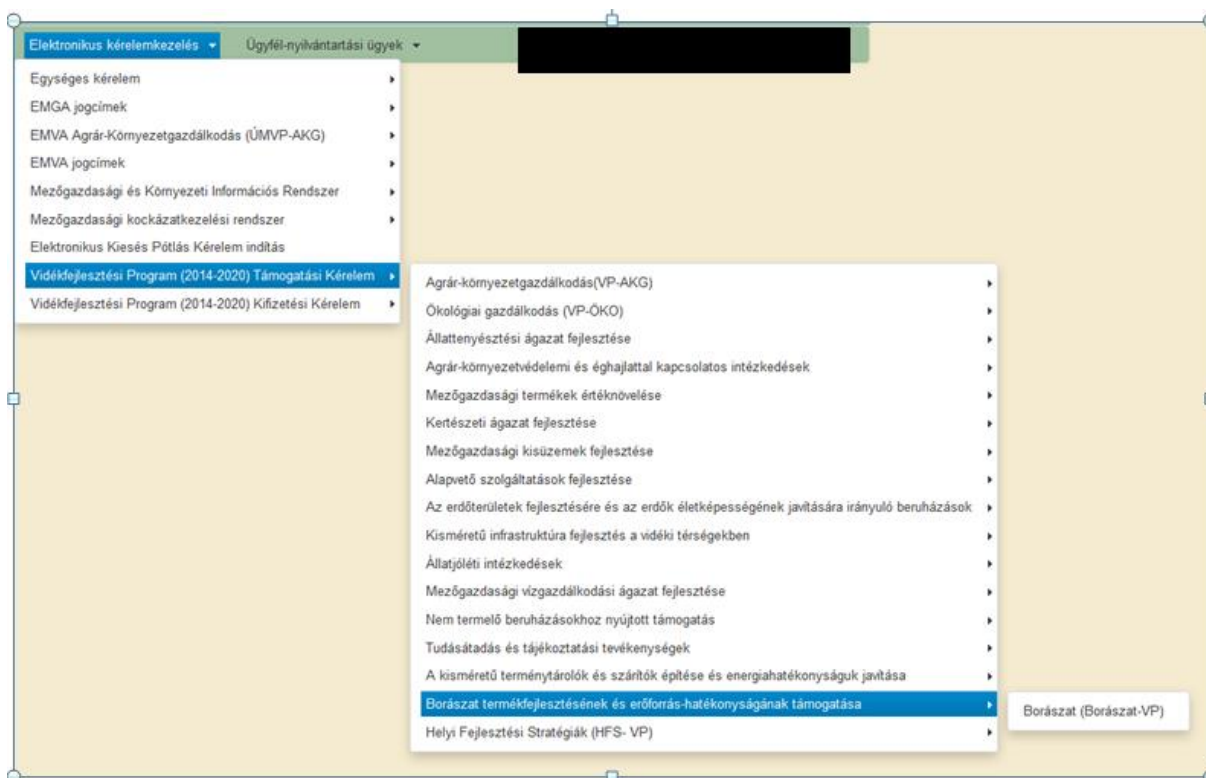 Elektronikus kérelemkezelés
Ügyfél-nyilvántartási ügyek
Egységes kérelem
EMGA jogcímek
EMVA Agrár-Környezetgazdálkodás (ÚMVP-AKG)
EMVA jogcímek
Mezőgazdasági és Környezeti Információs Rendszer
Mezőgazdasági kockázatkezelési rendszer
Elektronikus Kiesés Pótlás Kérelem indítás
Vidékfejlesztési Program (2014-2020) Támogatási Kérelem
Vidékfejlesztési Program (2014-2020) Kifizetési Kérelem
Agrár-környezetgazdálkodás(VP-AKG)
Ökológiai gazdálkodás (VP-ÖKO)
Állattenyésztési ágazat fejlesztése
Agrár-környezetvédelemi és éghajlattal kapcsolatos intézkedések
Mezőgazdasági termékek értéknövelése
Kertészeti ágazat fejlesztése
Mezőgazdasági kisüzemek fejlesztése
Alapvető szolgáltatások fejlesztése
Az erdőterületek fejlesztésére és az erdők életképességének javítására irányuló beruházások
Kisméretű infrastruktúra fejlesztés a vidéki térségekben
Állatjóléti intézkedések
Mezőgazdasági vízgazdálkodási ágazat fejlesztése
Nem termelő beruházásokhoz nyújtott támogatás
Tudásátadás és tájékoztatási tevékenységek
A kisméretű terménytárolók és szárítók építése és energiahatékonyságuk javítása
Borászat termékfejlesztésének és erőforrás-hatékonyságának támogatása
Borászat (Borászat-VP)
Helyi Fejlesztési Stratégiák (HFS- VP)